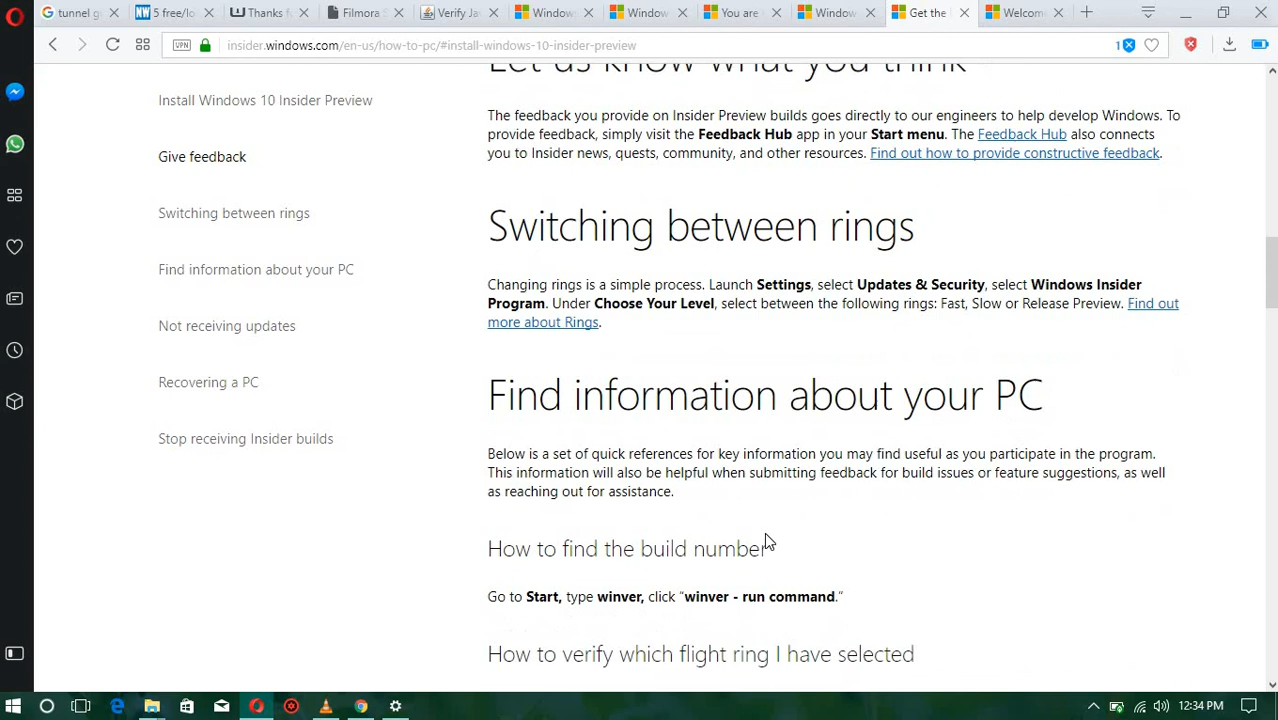 tunnel g
5 free/lo
Thanks f
Filmora S
Verify Je
Window
Window
You are
Window
Get the
Welcome
VPN
insider.windows.com/en-us/how-to-pc/#install-windows-10-insider-preview
1
Let us know what you think
Install Windows 10 Insider Preview
Give feedback
Switching between rings
Find information about your PC
Not receiving updates
Recovering a PC
Stop receiving Insider builds
The feedback you provide on Insider Preview builds goes directly to our engineers to help develop Windows. To
provide feedback, simply visit the Feedback Hub app in your Start menu. The Feedback Hub also connects
you to Insider news, quests, community, and other resources. Find out how to provide constructive feedback.
Switching between rings
Changing rings is a simple process. Launch Settings, select Updates & Security, select Windows Insider
Program. Under Choose Your Level, select between the following rings: Fast, Slow or Release Preview. Find out
more about Rings.
Find information about your PC
Below is a set of quick references for key information you may find useful as you participate in the program.
This information will also be helpful when submitting feedback for build issues or feature suggestions, as well
as reaching out for assistance.
How to find the build number
Go to Start, type winver, click “winver - run command.”
How to verify which flight ring I have selected
12:34 PM